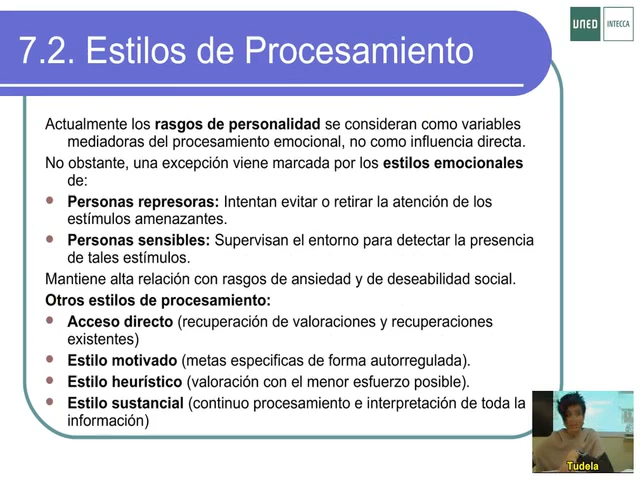 7.2. Estilos de Procesamiento
UNED INTECCA
Actualmente los rasgos de personalidad se consideran como variables
mediadoras del procesamiento emocional, no como influencia directa.
No obstante, una excepción viene marcada por los estilos emocionales
de:
Personas represoras: Intentan evitar o retirar la atención de los
estímulos amenazantes.
Personas sensibles: Supervisan el entorno para detectar la presencia
de tales estímulos.
Mantiene alta relación con rasgos de ansiedad y de deseabilidad social.
Otros estilos de procesamiento:
Acceso directo (recuperación de valoraciones y recuperaciones
existentes)
Estilo motivado (metas especificas de forma autorregulada).
Estilo heurístico (valoración con el menor esfuerzo posible).
Estilo sustancial (continuo procesamiento e interpretación de toda la
información)
Tudela